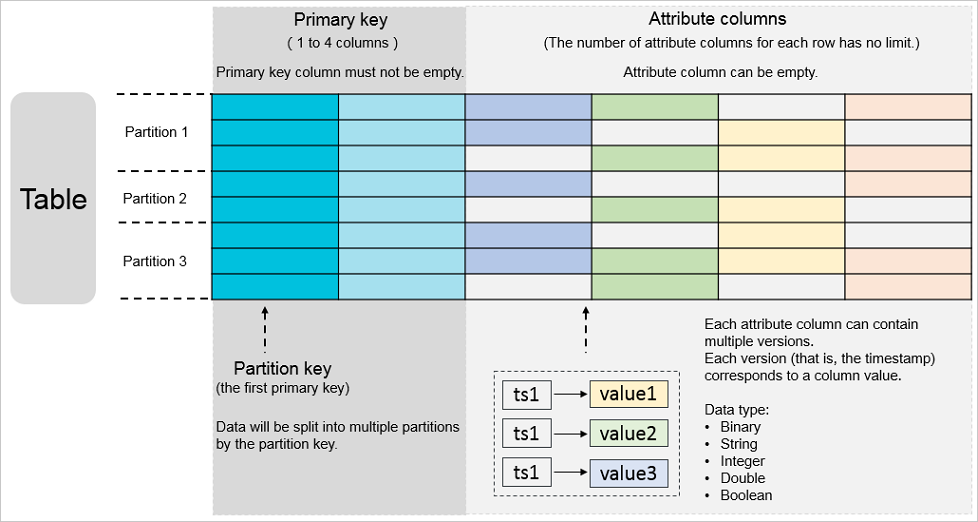 Primary key
( 1 to 4 columns )
Primary key column must not be empty.
Attribute columns
(The number of attribute columns for each row has no limit.)
Attribute column can be empty.
Table
Partition 1
Partition 2
Partition 3
Partition key
(the first primary key)
Data will be split into multiple partitions
by the partition key.
ts1
value1
ts1
value2
ts1
value3
Each attribute column can contain
multiple versions.
Each version (that is, the timestamp)
corresponds to a column value.
Data type:
• Binary
• String
• Integer
• Double
• Boolean